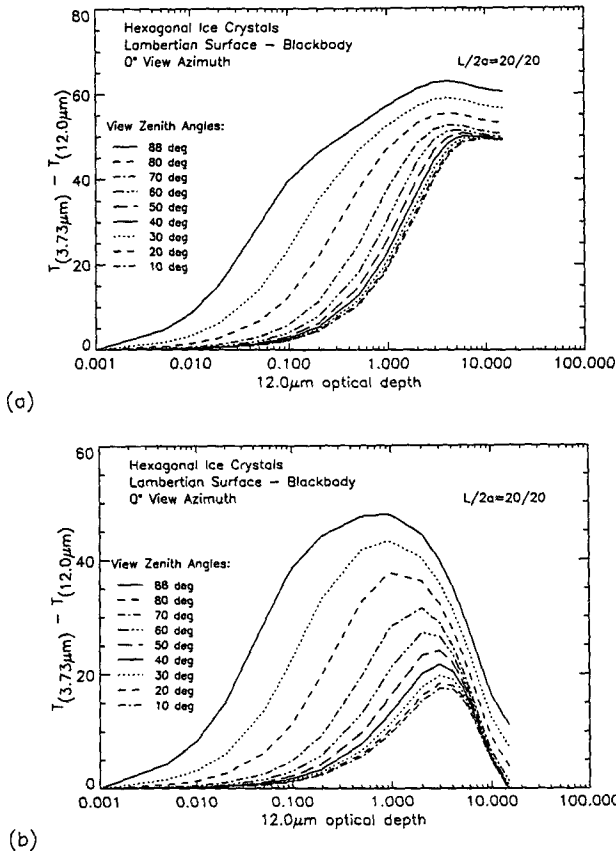 80
Hexagonal Ice Crystals
Lambertian Surface – Blackbody
0° View Azimuth
L/2a=20/20
60
View Zenith Angles:
88 deg
80 deg
70 deg
60 deg
50 deg
40 deg
30 deg
20 deg
10 deg
T(3.73μm) – T(12.0μm)
40
20
0
0.001
0.010
0.100
1.000
10.000
100.000
12.0μm optical depth
(a)
60
Hexagonal Ice Crystals
Lambertian Surface – Blackbody
0° View Azimuth
L/2a=20/20
View Zenith Angles:
88 deg
80 deg
70 deg
60 deg
50 deg
40 deg
30 deg
20 deg
10 deg
T(3.73μm) – T(12.0μm)
40
20
0
0.001
0.010
0.100
1.000
10.000
100.000
12.0μm optical depth
(b)